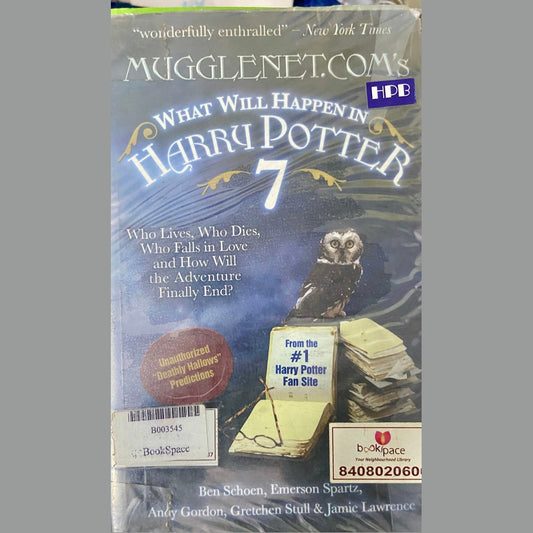 "wonderfully enthralled" – New York Times
MUGGLENET.COM's
HPB
WHAT WILL HAPPEN IN
HARRY POTTER
7
Who Lives, Who Dies,
Who Falls in Love
and How Will
the Adventure
Finally End?
From the
#1
Harry Potter
Fan Site
Unauthorized
"Deathly Hallows"
Predictions
B003545
BookSpace
37
bookspace
Your Neighbourhood Library
840802060
Ben Schoen, Emerson Spartz,
Andy Gordon, Gretchen Stull & Jamie Lawrence